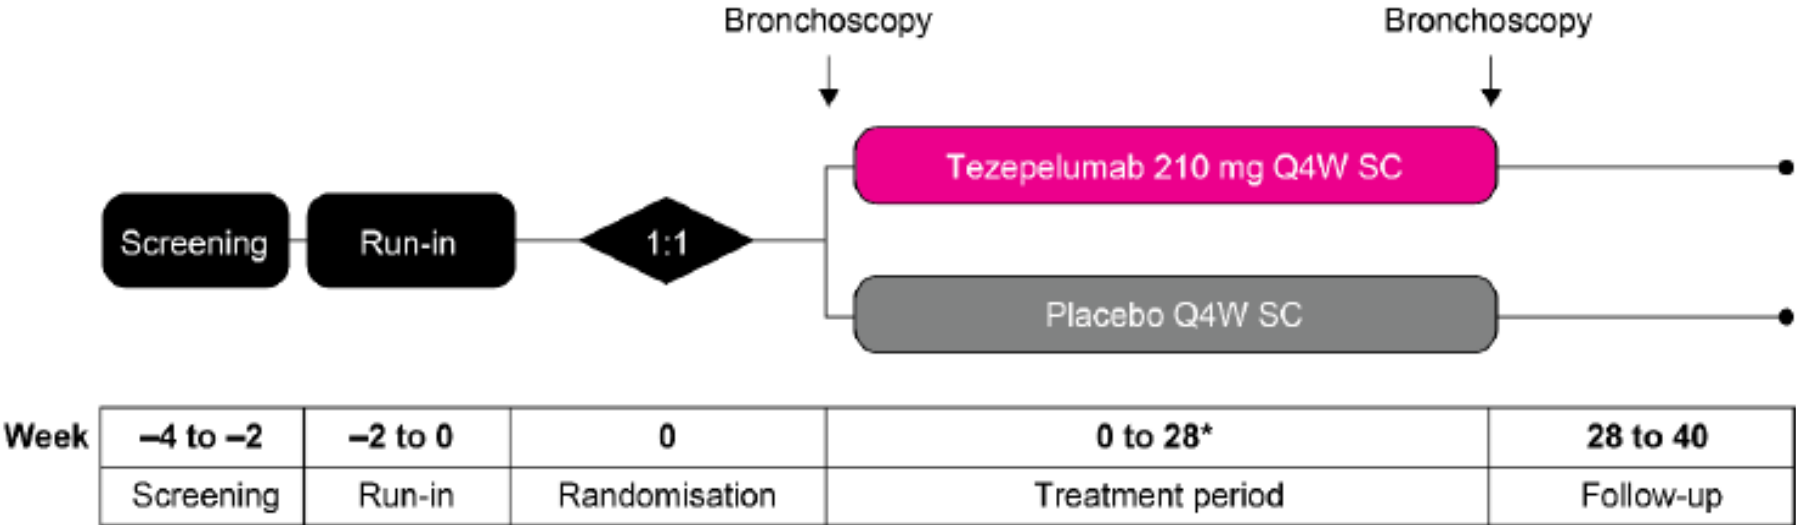 Bronchoscopy Bronchoscopy
Tezepelumab 210 mg Q4W SC
Screening Run-in 1:1
Placebo Q4W SC
Week –4 to –2 –2 to 0 0 0 to 28* 28 to 40
Screening Run-in Randomisation Treatment period Follow-up